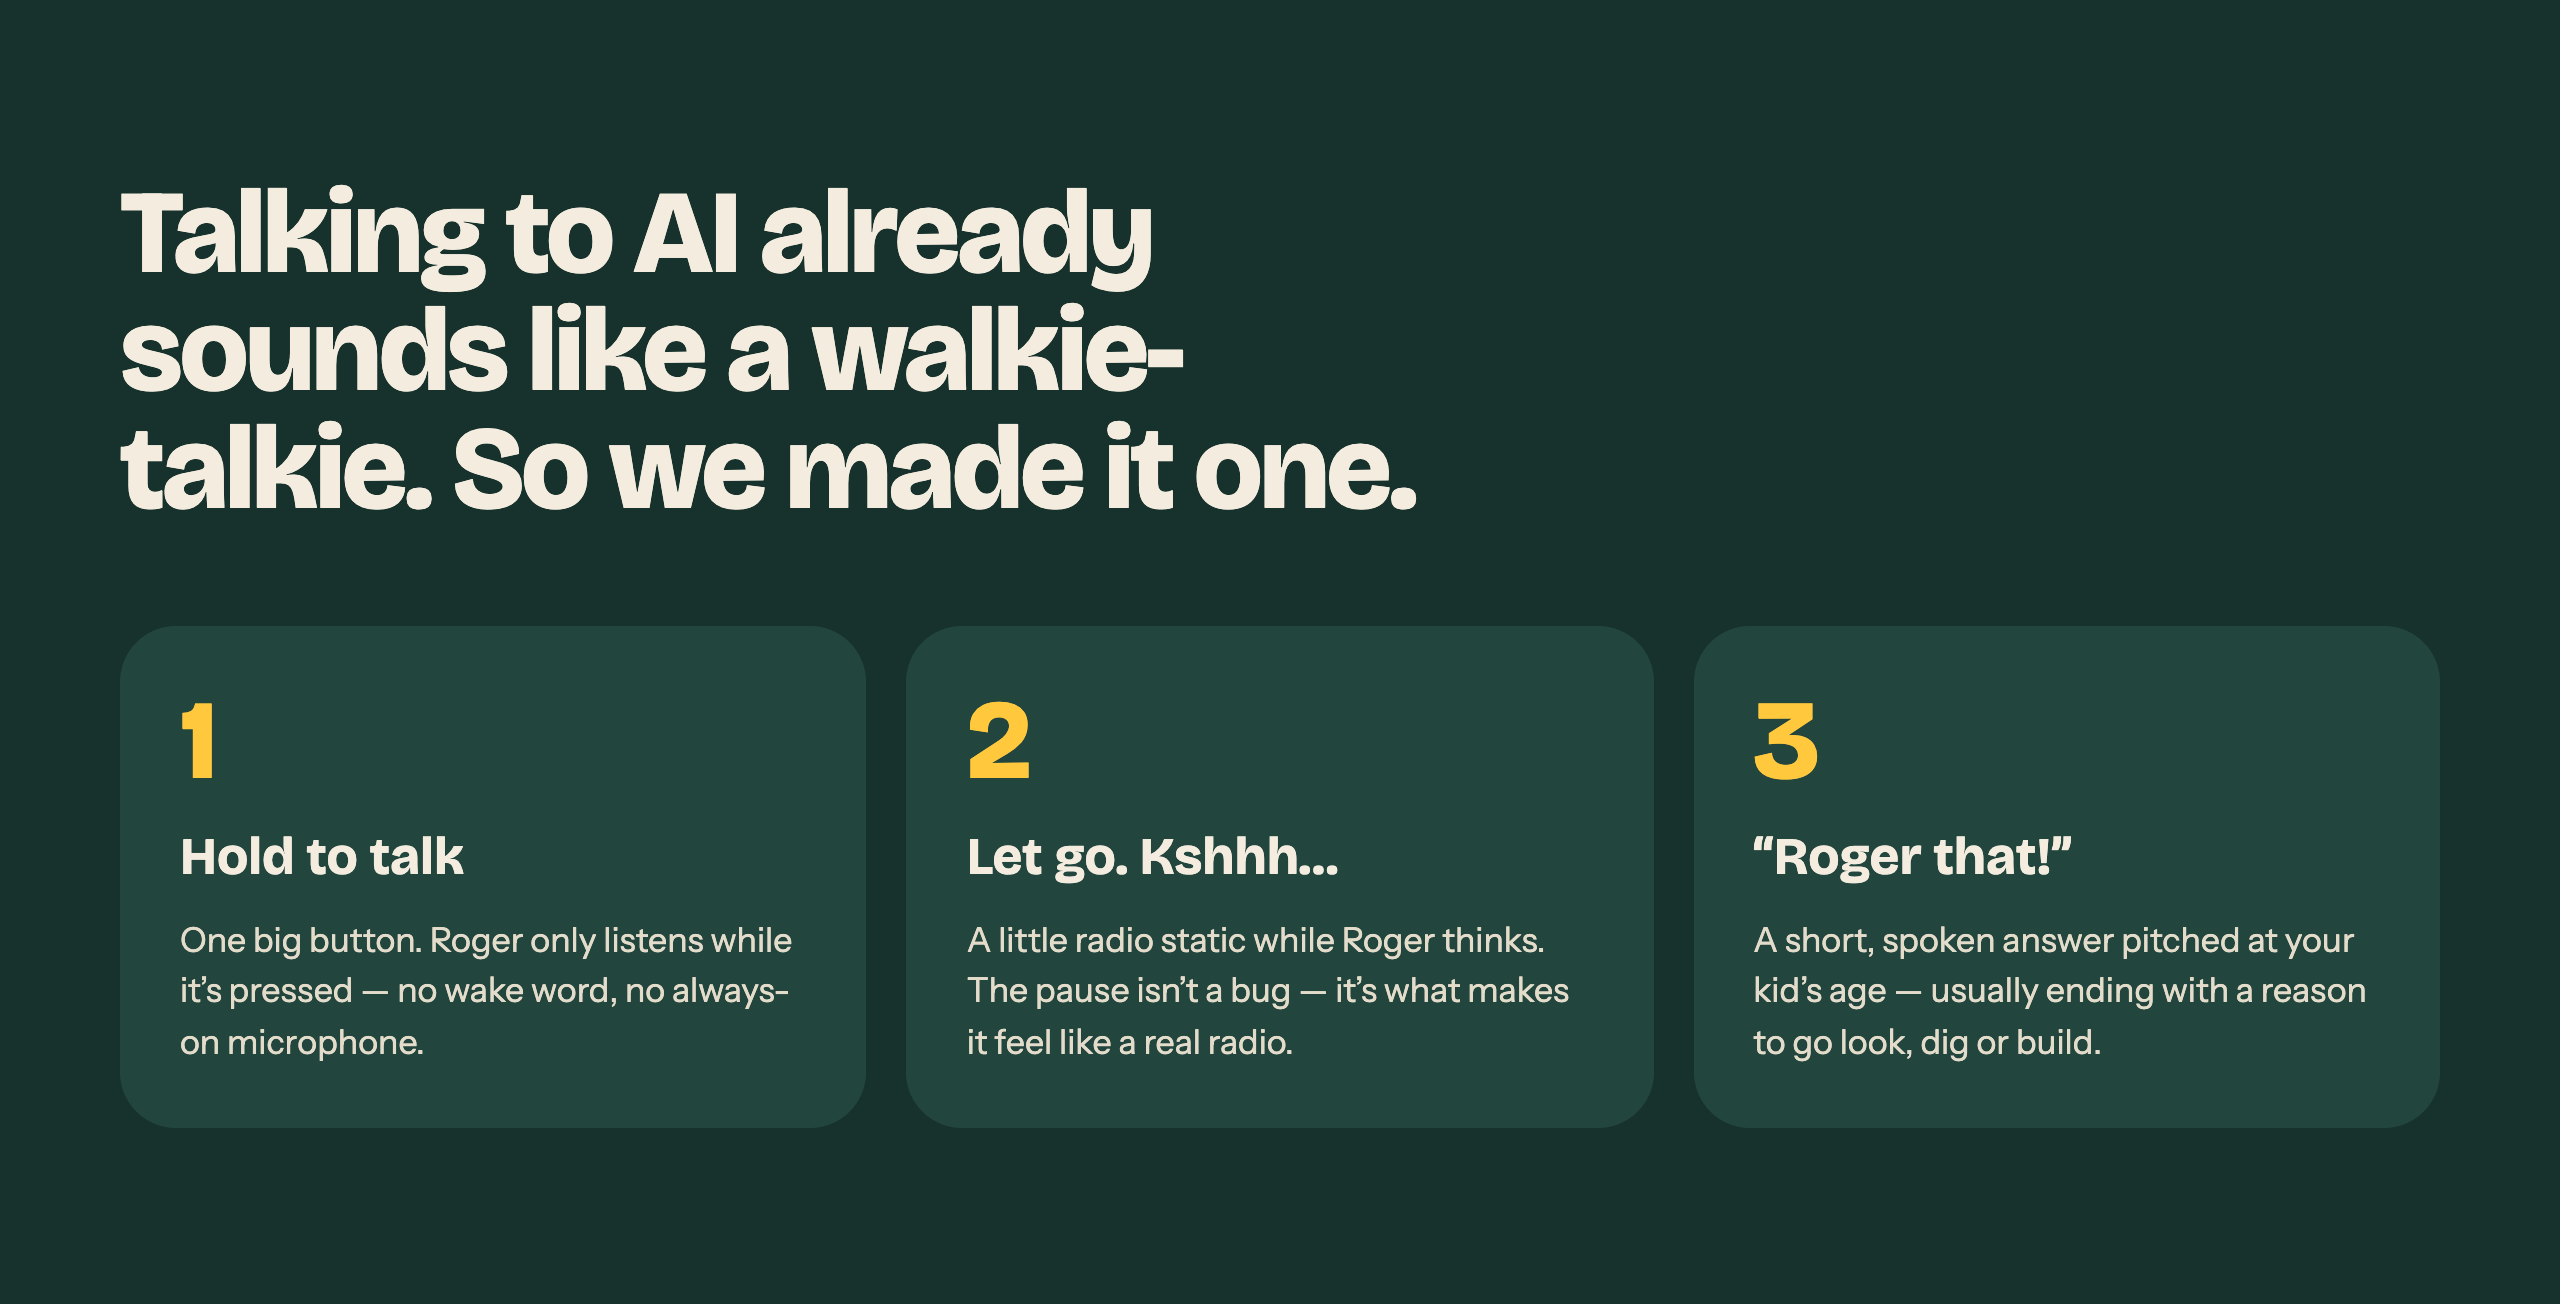 Talking to AI already
sounds like a walkie-
talkie. So we made it one.
1
Hold to talk
One big button. Roger only listens while
it’s pressed — no wake word, no always-
on microphone.
2
Let go. Kshhh…
A little radio static while Roger thinks.
The pause isn’t a bug — it’s what makes
it feel like a real radio.
3
“Roger that!”
A short, spoken answer pitched at your
kid’s age — usually ending with a reason
to go look, dig or build.